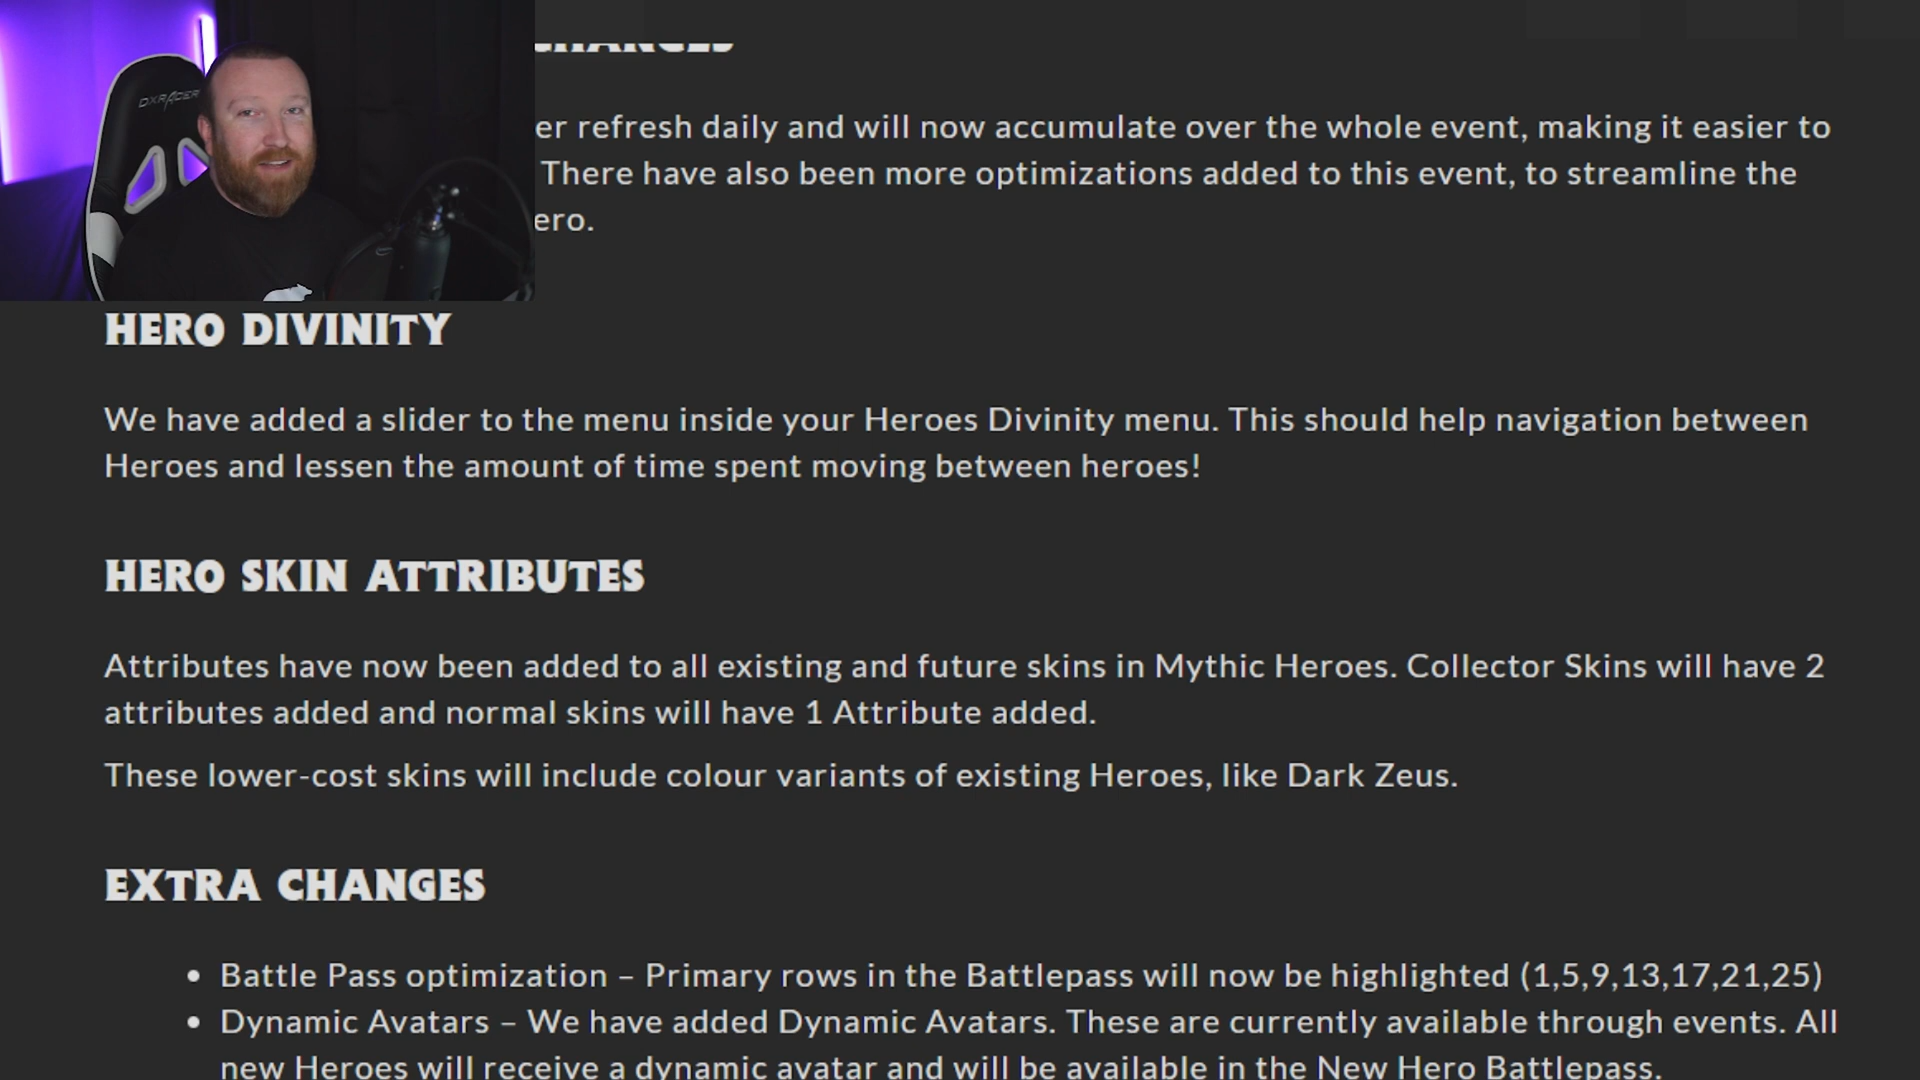 DXRACER
CHANGES
er refresh daily and will now accumulate over the whole event, making it easier to
There have also been more optimizations added to this event, to streamline the
ero.
HERO DIVINITY
We have added a slider to the menu inside your Heroes Divinity menu. This should help navigation between
Heroes and lessen the amount of time spent moving between heroes!
HERO SKIN ATTRIBUTES
Attributes have now been added to all existing and future skins in Mythic Heroes. Collector Skins will have 2
attributes added and normal skins will have 1 Attribute added.
These lower-cost skins will include colour variants of existing Heroes, like Dark Zeus.
EXTRA CHANGES
• Battle Pass optimization – Primary rows in the Battlepass will now be highlighted (1,5,9,13,17,21,25)
• Dynamic Avatars – We have added Dynamic Avatars. These are currently available through events. All
new Heroes will receive a dynamic avatar and will be available in the New Hero Battlepass.